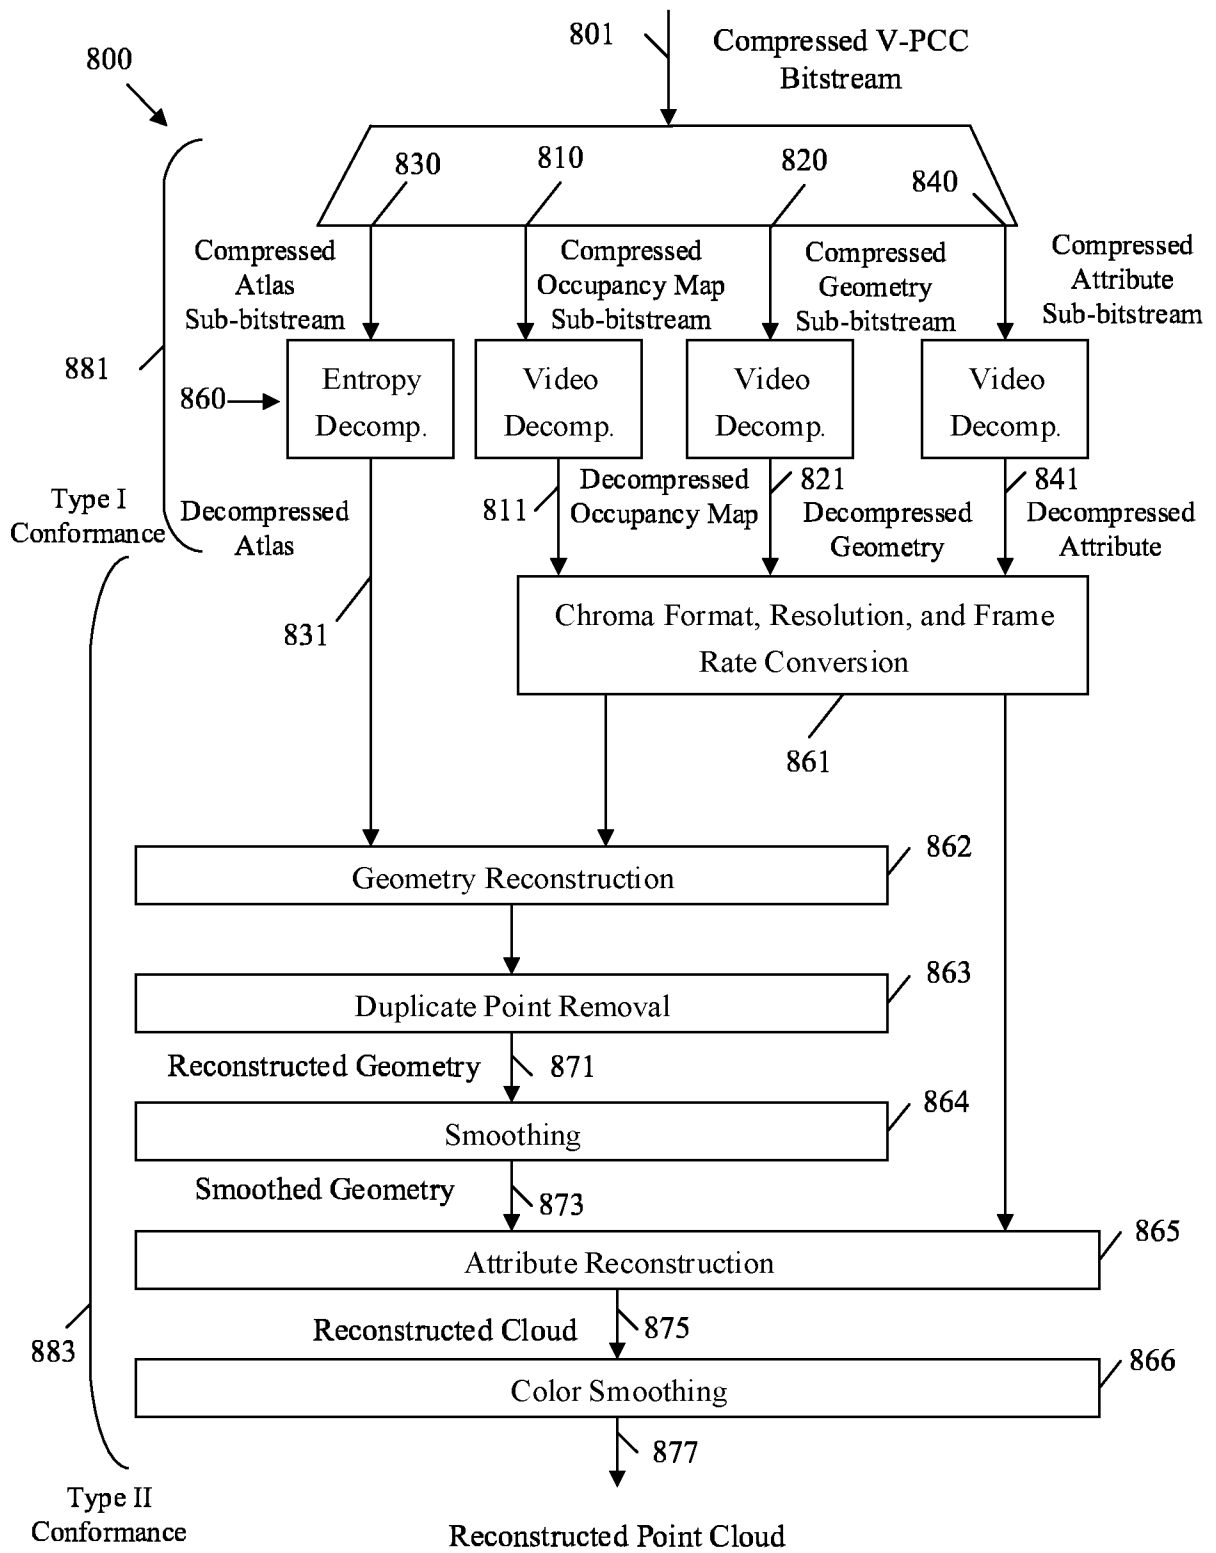 801
Compressed V-PCC
Bitstream
800
830
810
820
840
Compressed
Atlas
Sub-bitstream
Compressed
Occupancy Map
Sub-bitstream
Compressed
Geometry
Sub-bitstream
Compressed
Attribute
Sub-bitstream
881
860
Entropy
Decomp.
Video
Decomp.
Video
Decomp.
Video
Decomp.
Type I
Conformance
Decompressed
Atlas
811
Decompressed
Occupancy Map
821
Decompressed
Geometry
841
Decompressed
Attribute
831
Chroma Format, Resolution, and Frame
Rate Conversion
861
862
Geometry Reconstruction
863
Duplicate Point Removal
Reconstructed Geometry
871
864
Smoothing
Smoothed Geometry
873
865
Attribute Reconstruction
883
Reconstructed Cloud
875
866
Color Smoothing
877
Type II
Conformance
Reconstructed Point Cloud